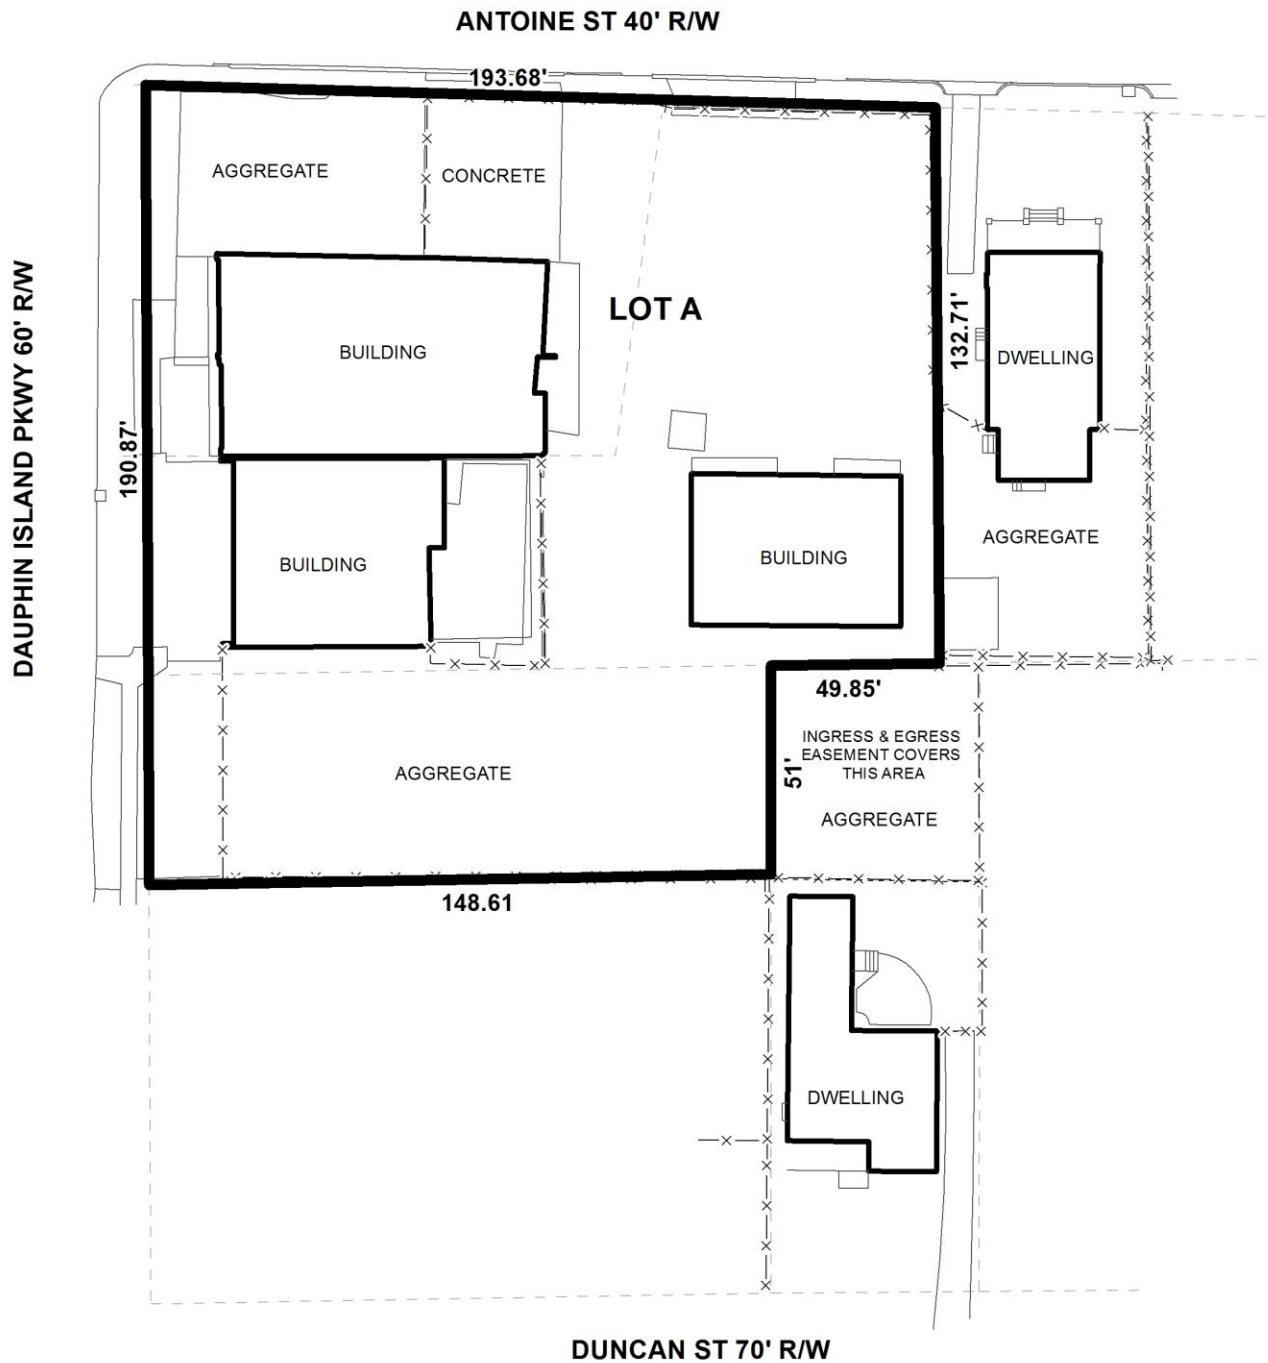 ANTOINE ST 40' R/W
193.68'
AGGREGATE
CONCRETE
DAUPHIN ISLAND PKWY 60' R/W
LOT A
132.71'
BUILDING
DWELLING
190.87'
BUILDING
BUILDING
AGGREGATE
49.85'
INGRESS & EGRESS
EASEMENT COVERS
THIS AREA
51'
AGGREGATE
AGGREGATE
148.61
DWELLING
DUNCAN ST 70' R/W